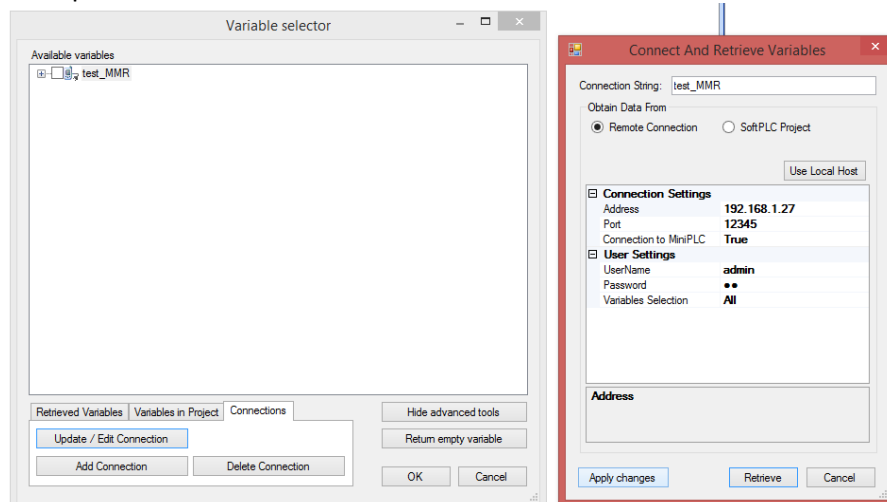 Variable selector
Available variables
test_MMR
Retrieved Variables Variables in Project Connections
Update / Edit Connection
Add Connection Delete Connection
Hide advanced tools
Return empty variable
OK Cancel
Connect And Retrieve Variables
Connection String: test_MMR
Obtain Data From
Remote Connection SoftPLC Project
Use Local Host
Connection Settings
Address 192.168.1.27
Port 12345
Connection to MiniPLC True
User Settings
UserName admin
Password ●●
Variables Selection All
Address
Apply changes Retrieve Cancel